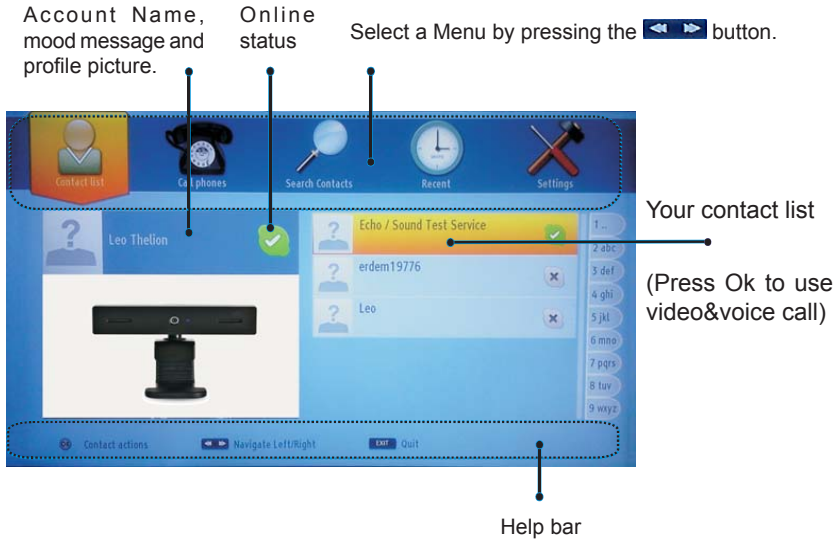 Account Name,
mood message and
profile picture.
Online
status
Select a Menu by pressing the button.
Contact list
Call phones
Search Contacts
Recent
Settings
Leo Thelion
Echo / Sound Test Service
erdem19776
Leo
1 ..
2 abc
3 def
4 ghi
5 jkl
6 mno
7 pqrs
8 tuv
9 wxyz
Your contact list
(Press Ok to use
video&voice call)
OK Contact actions
Navigate Left/Right
EXIT Quit
Help bar